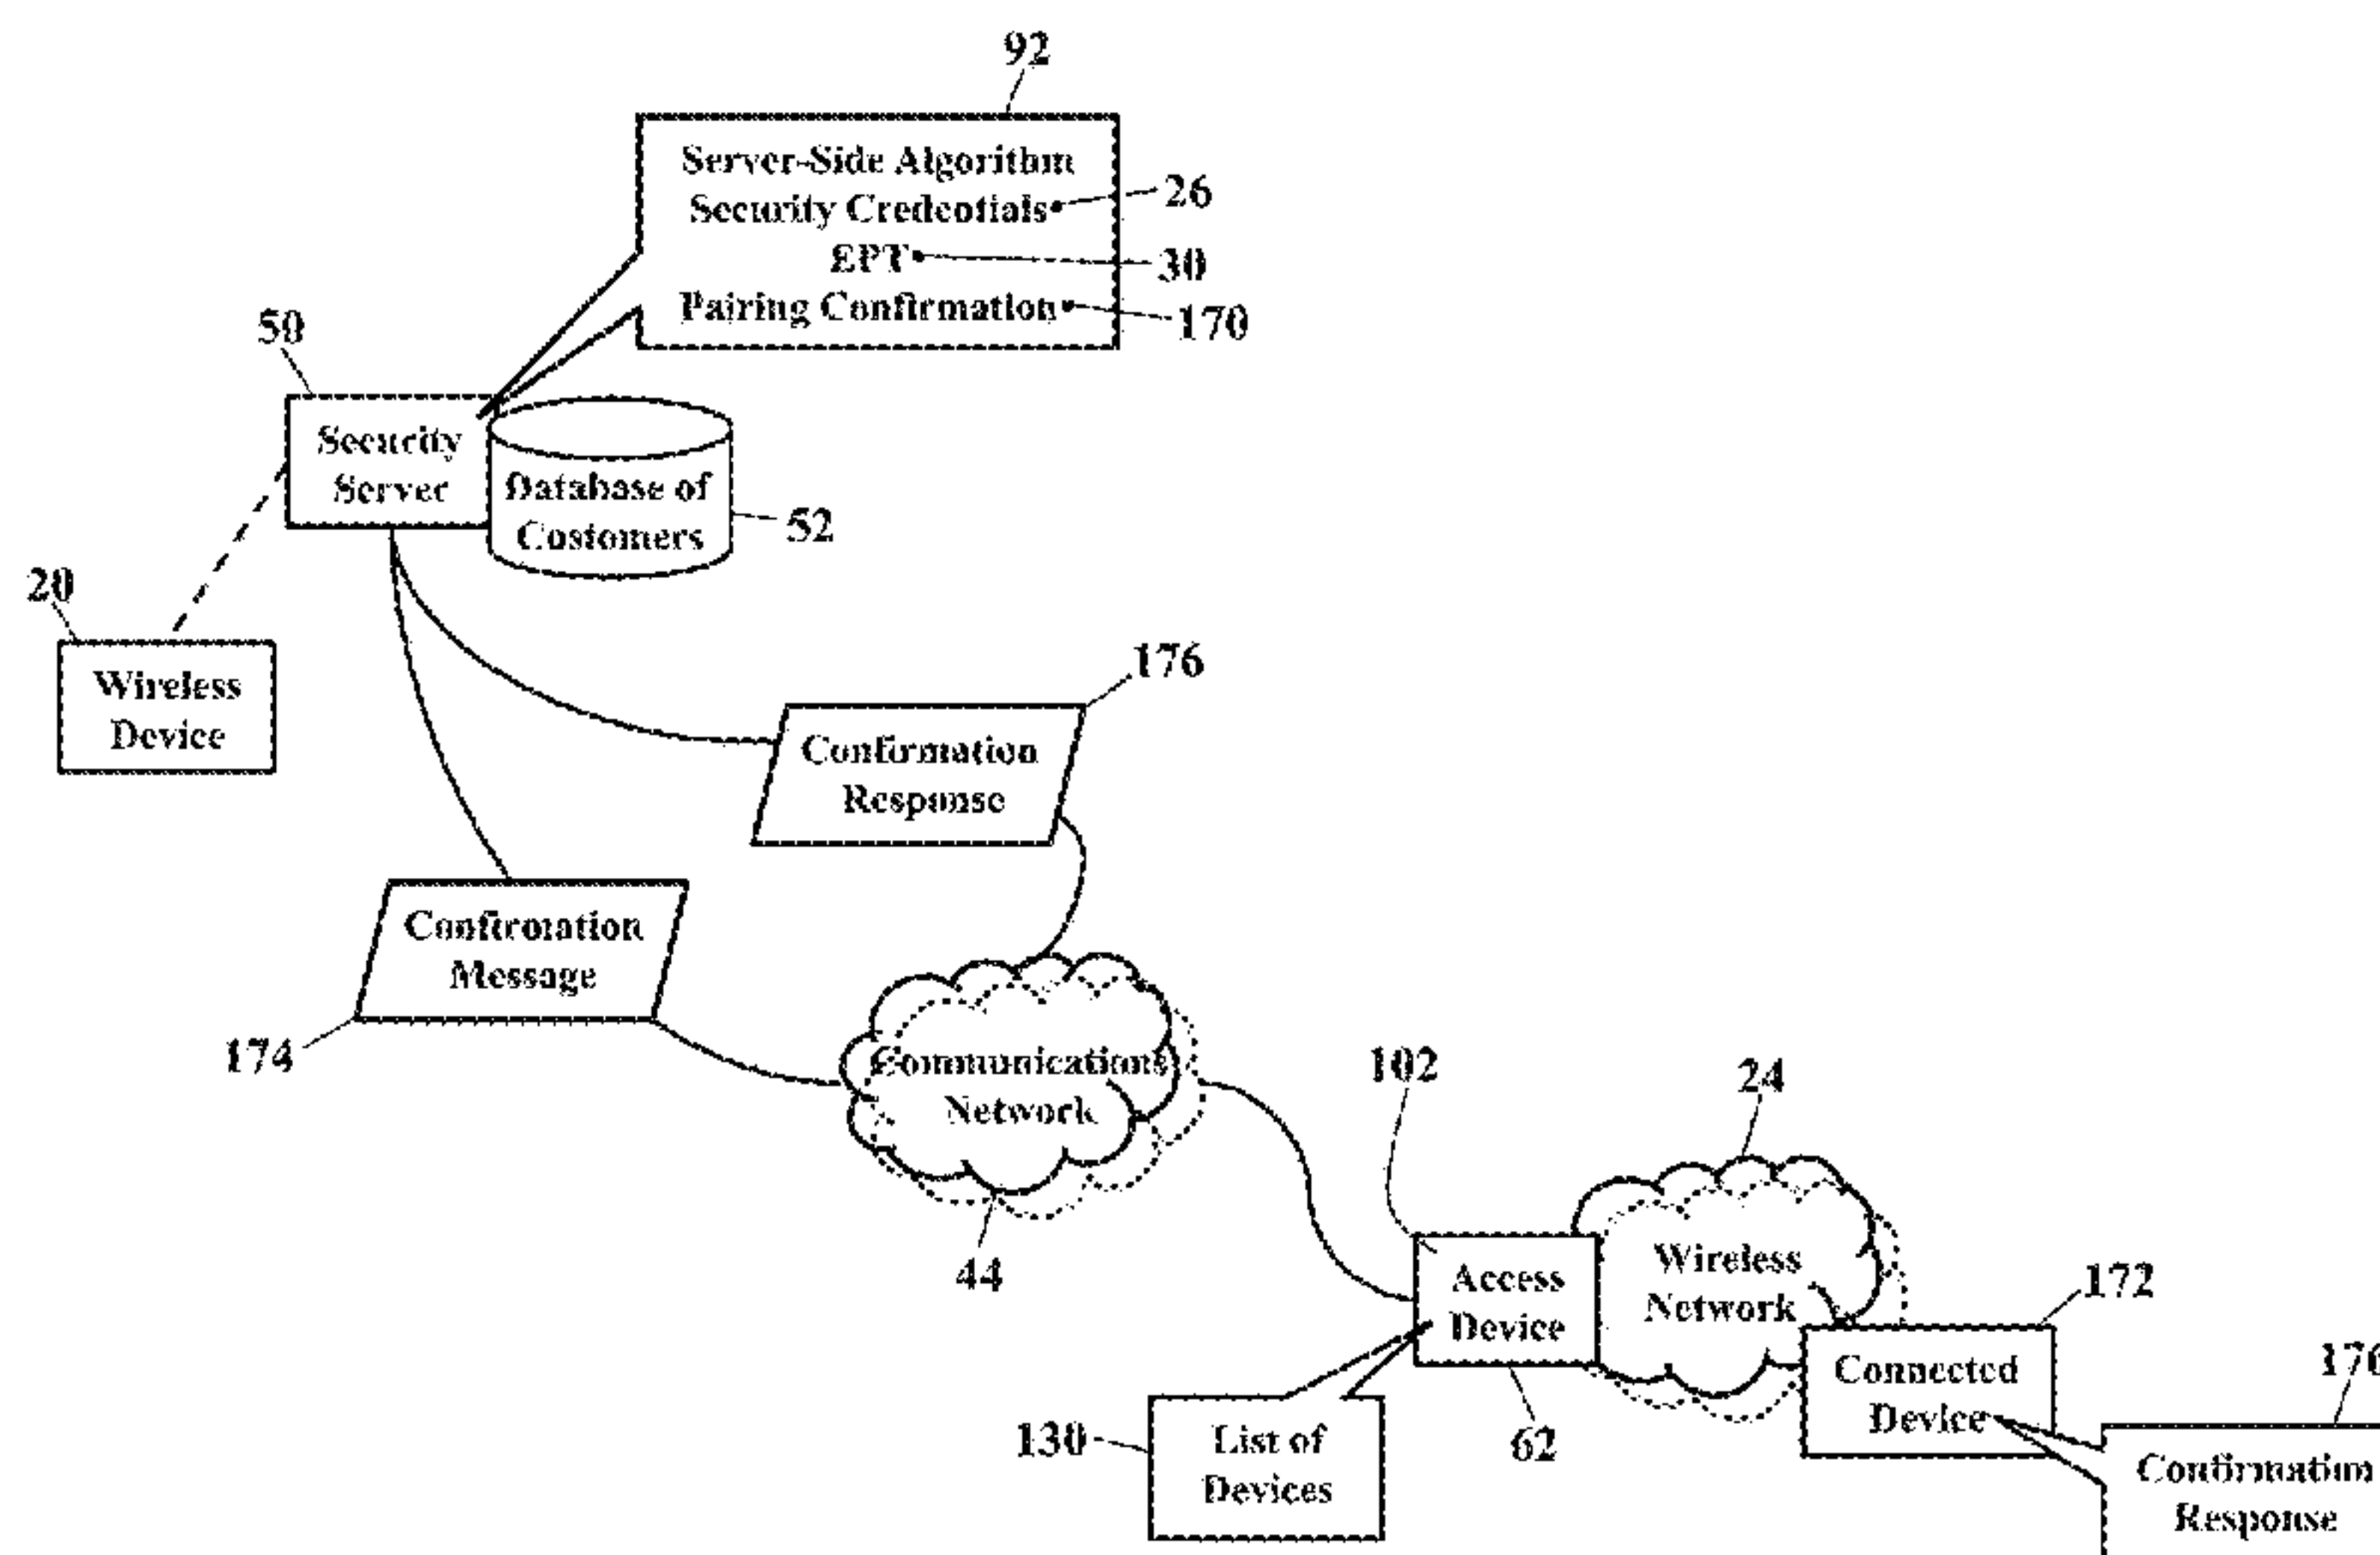 92
Server-Side Algorithm
Security Credentials
26
EPT
30
Pairing Confirmation
170
50
Security
Server
Database of
Customers
52
20
Wireless
Device
176
Confirmation
Response
Confirmation
Message
174
Communications
Network
44
102
24
Access
Device
Wireless
Network
172
62
Connected
Device
130
List of
Devices
Confirmation
Response